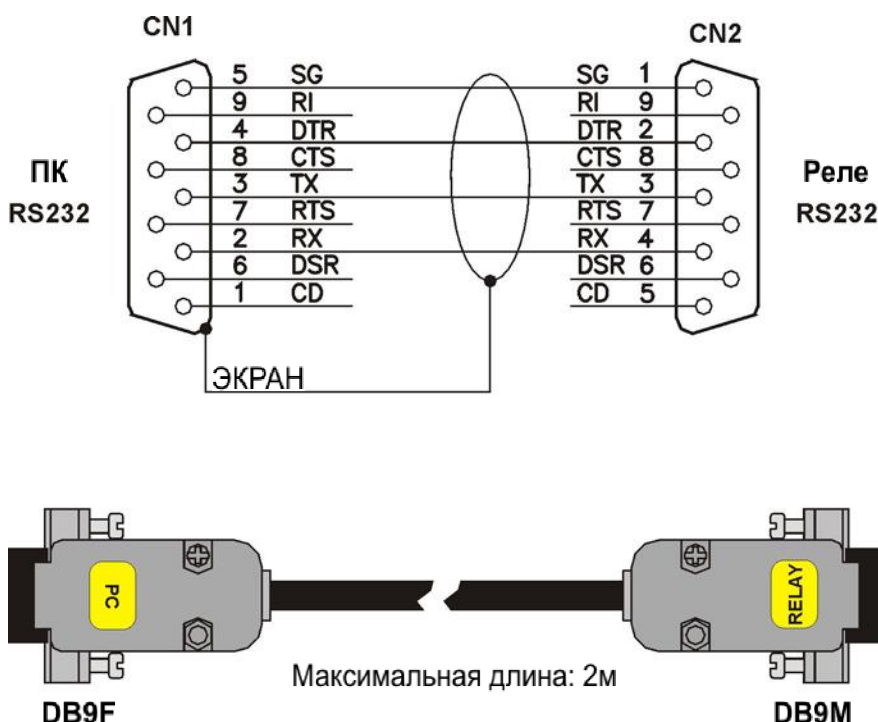 CN1
CN2
5 SG SG 1
9 RI RI 9
4 DTR DTR 2
8 CTS CTS 8
3 TX TX 3
7 RTS RTS 7
2 RX RX 4
6 DSR DSR 6
1 CD CD 5
ПК
RS232
Реле
RS232
ЭКРАН
PC
RELAY
Максимальная длина: 2м
DB9F
DB9M